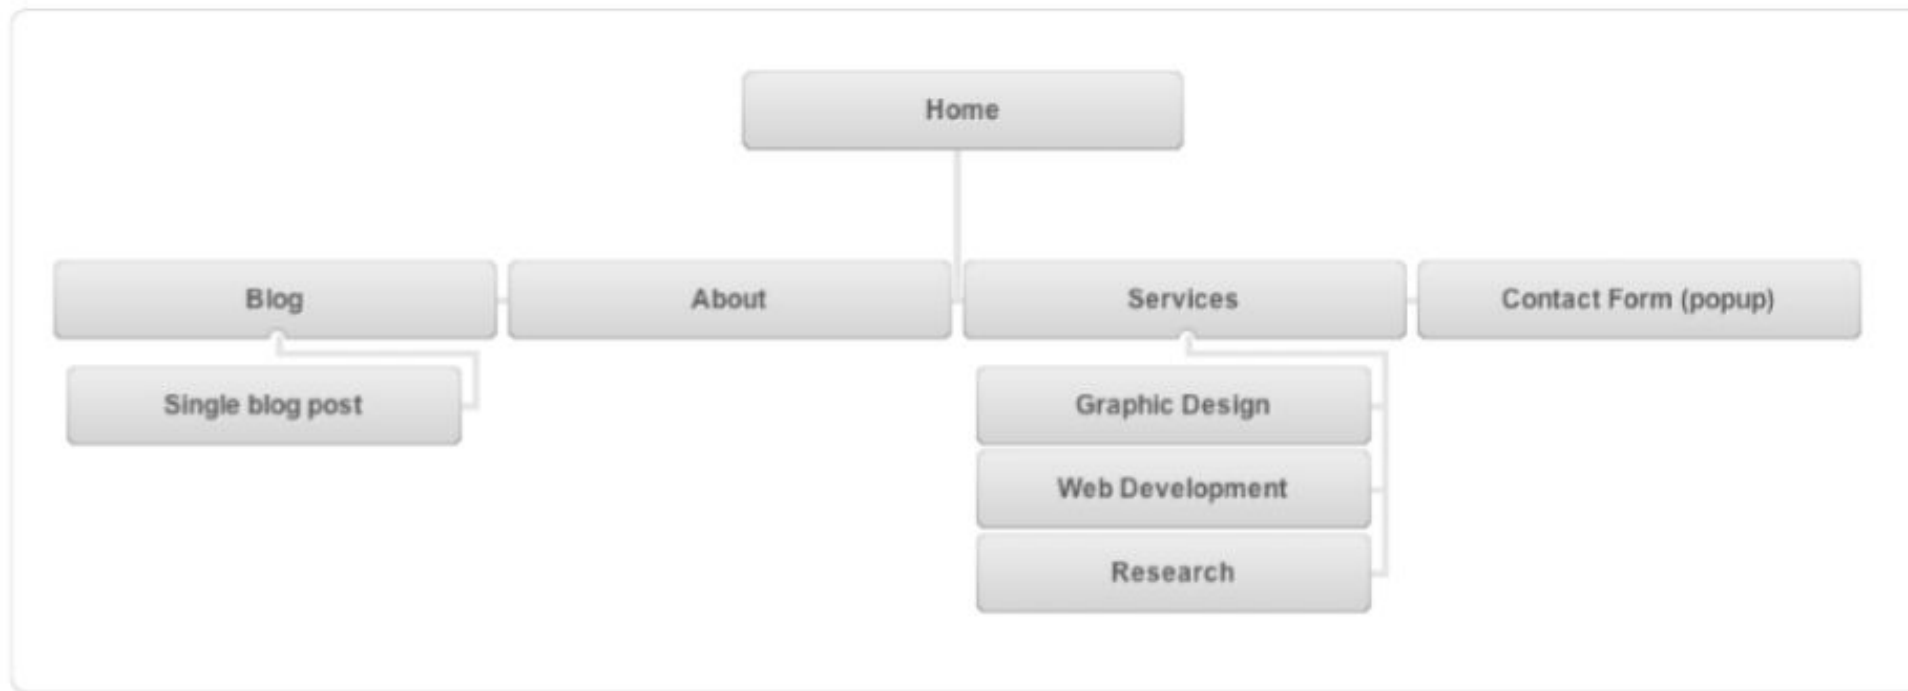 Home
Blog
About
Services
Contact Form (popup)
Single blog post
Graphic Design
Web Development
Research